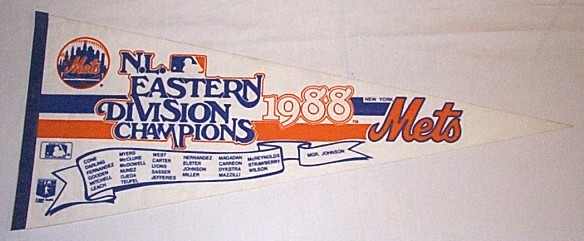 Mets
N.L.
EASTERN
DIVISION
CHAMPIONS
1988
NEW YORK
Mets
TM
CONE
DARLING
FERNANDEZ
GOODEN
MITCHELL
LEACH
MYERS
McCLURE
McDOWELL
NUNEZ
OJEDA
TEUFEL
WEST
CARTER
LYONS
SASSER
JEFFERIES
HERNANDEZ
ELSTER
JOHNSON
MILLER
MAGADAN
CARREON
DYKSTRA
MAZZILLI
McREYNOLDS
STRAWBERRY
WILSON
MGR. JOHNSON